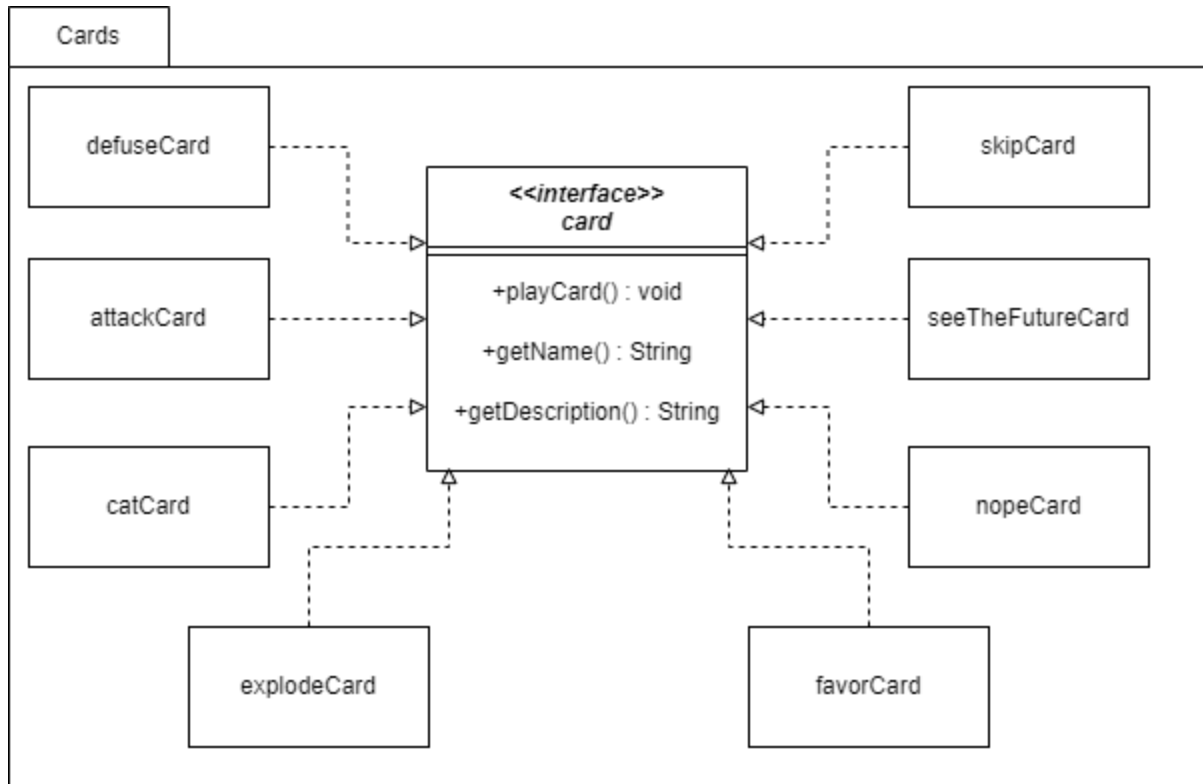 Cards
defuseCard
skipCard
<<interface>>
card
+playCard() : void
+getName() : String
+getDescription() : String
attackCard
seeTheFutureCard
catCard
nopeCard
explodeCard
favorCard